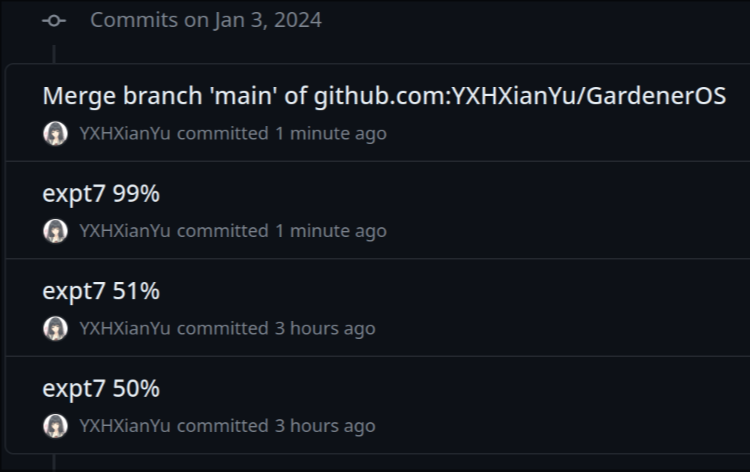 Commits on Jan 3, 2024
Merge branch 'main' of github.com:YXHXianYu/GardenerOS
YXHXianYu committed 1 minute ago
expt7 99%
YXHXianYu committed 1 minute ago
expt7 51%
YXHXianYu committed 3 hours ago
expt7 50%
YXHXianYu committed 3 hours ago